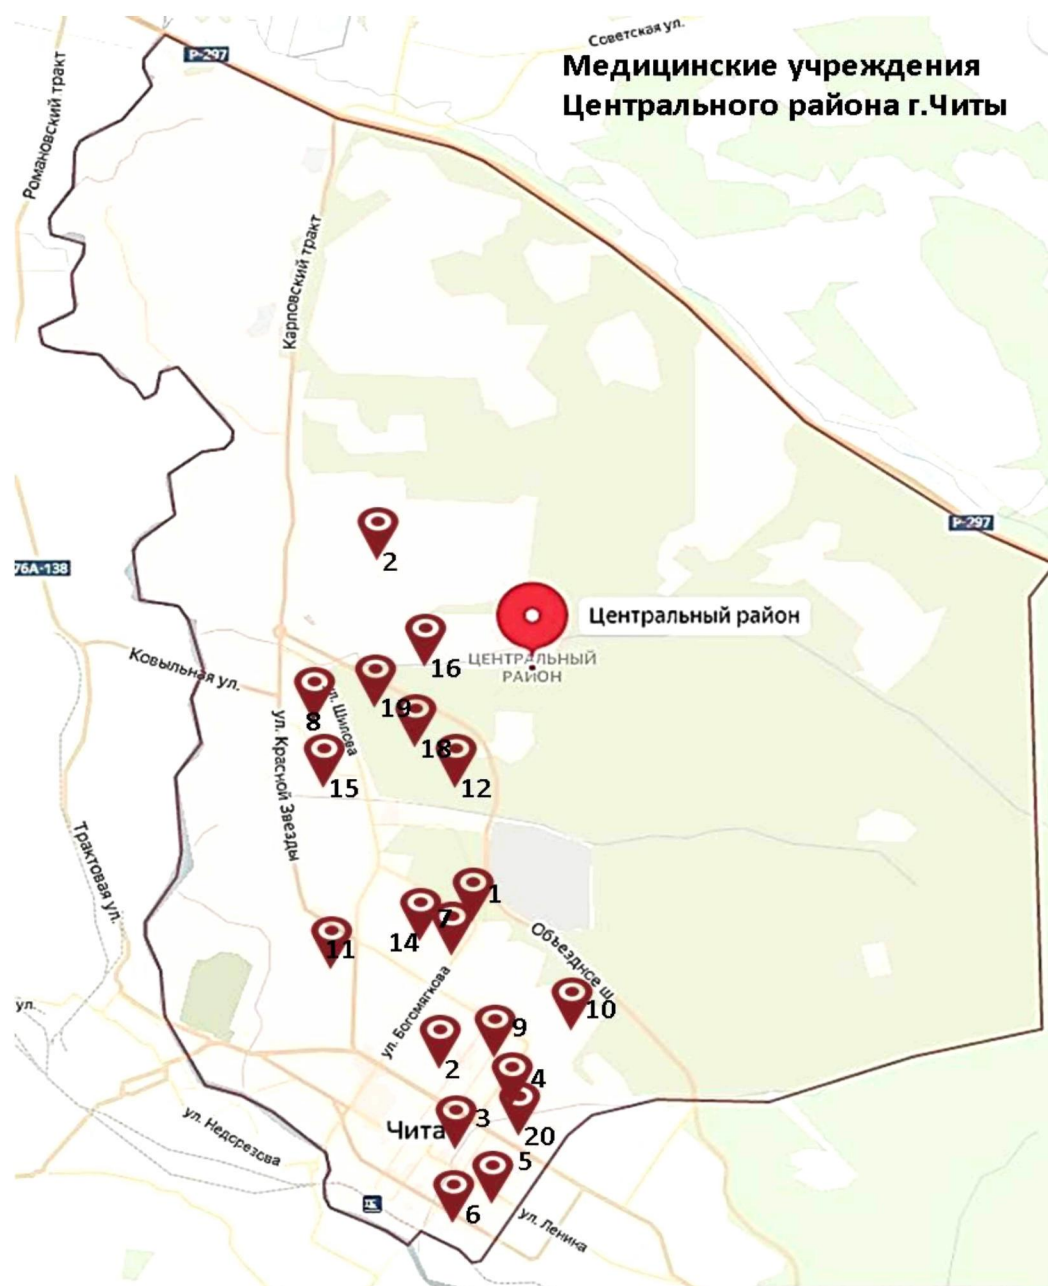 Советская ул.
Р-297
Медицинские учреждения
Центрального района г.Читы
Романовский тракт
Карповский тракт
Р-297
2
76А-138
Центральный район
16
ЦЕНТРАЛЬНЫЙ
РАЙОН
Ковыльная ул.
19
8
ул. Шилова
18
15
12
ул. Красной Звезды
Трактовая ул.
1
7
14
11
Объездное ш.
ул. Богомягкова
10
ул.
9
2
4
3
Чита
20
ул. Недорезова
5
6
ул. Ленина